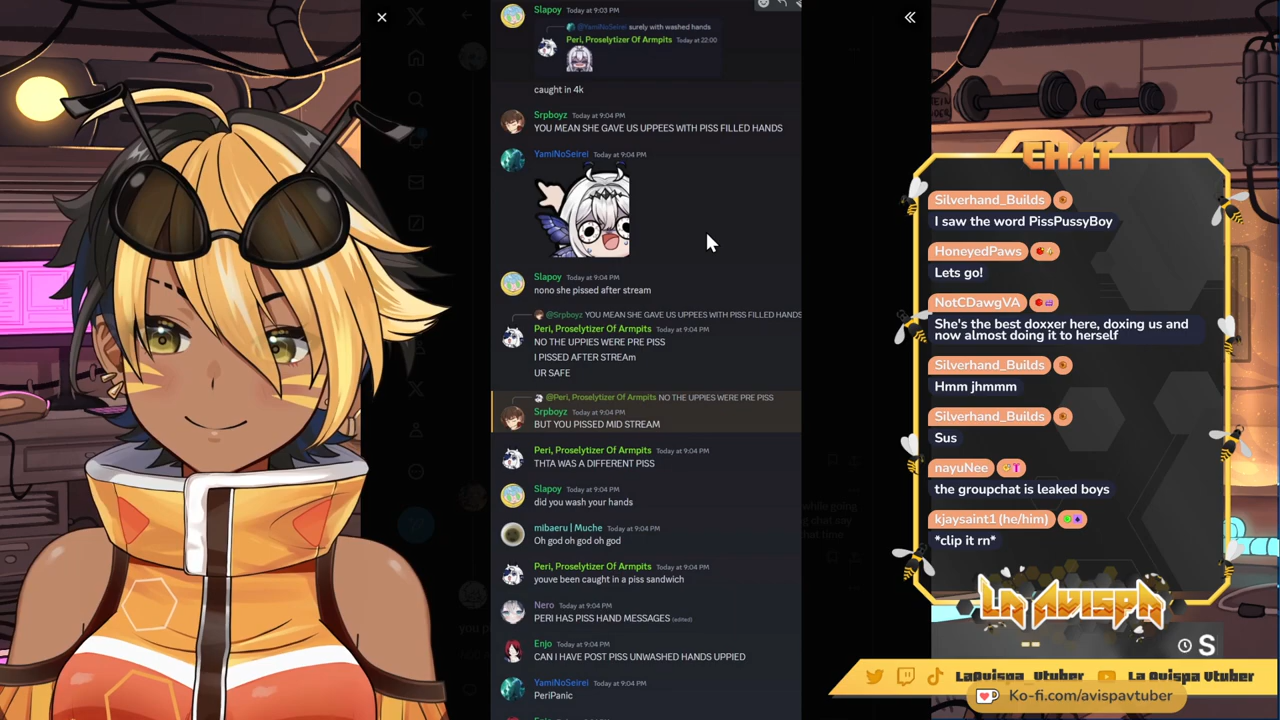 Slapoy Today at 9:03 PM
@YamiNoSeirei surely with washed hands
Peri, Proselytizer Of Armpits Today at 22:00
caught in 4k
Srpboyz Today at 9:04 PM
YOU MEAN SHE GAVE US UPPEES WITH PISS FILLED HANDS
YamiNoSeirei Today at 9:04 PM
Slapoy Today at 9:04 PM
nono she pissed after stream
@Srpboyz YOU MEAN SHE GAVE US UPPEES WITH PISS FILLED HANDS
Peri, Proselytizer Of Armpits Today at 9:04 PM
NO THE UPPIES WERE PRE PISS
I PISSED AFTER STREAm
UR SAFE
@Peri, Proselytizer Of Armpits NO THE UPPIES WERE PRE PISS
Srpboyz Today at 9:04 PM
BUT YOU PISSED MID STREAM
Peri, Proselytizer Of Armpits Today at 9:04 PM
THTA WAS A DIFFERENT PISS
Slapoy Today at 9:04 PM
did you wash your hands
mibaeru | Muche Today at 9:04 PM
Oh god oh god oh god
Peri, Proselytizer Of Armpits Today at 9:04 PM
youve been caught in a piss sandwich
Nero Today at 9:04 PM
PERI HAS PISS HAND MESSAGES (edited)
Enjo Today at 9:04 PM
CAN I HAVE POST PISS UNWASHED HANDS UPPIED
YamiNoSeirei Today at 9:04 PM
PeriPanic
CHAT
Silverhand_Builds
I saw the word PissPussyBoy
HoneyedPaws
Lets go!
NotCDawgVA
She's the best doxxer here, doxing us and
now almost doing it to herself
Silverhand_Builds
Hmm jhmmm
Silverhand_Builds
Sus
nayuNee
the groupchat is leaked boys
kjaysaint1 (he/him)
*clip it rn*
LA AVISPA
-- S
LaAvispa_Vtuber La Avispa Vtuber
Ko-fi.com/avispavtuber